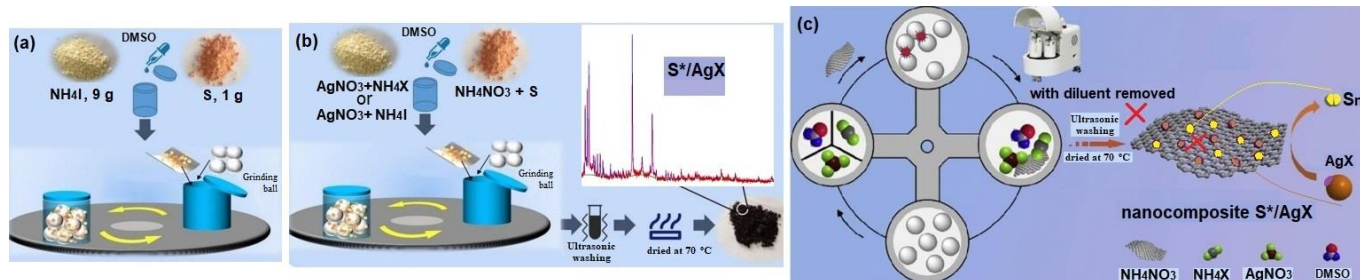 (a)
DMSO
NH4I, 9 g
S, 1 g
Grinding
ball
(b)
DMSO
AgNO3+NH4X
or
AgNO3+ NH4I
NH4NO3 + S
S*/AgX
Grinding
ball
Ultrasonic
washing
dried at 70 °C
(c)
with diluent removed
Ultrasonic
washing
dried at 70 °C
Sn
AgX
nanocomposite S*/AgX
NH4NO3
NH4X
AgNO3
DMSO